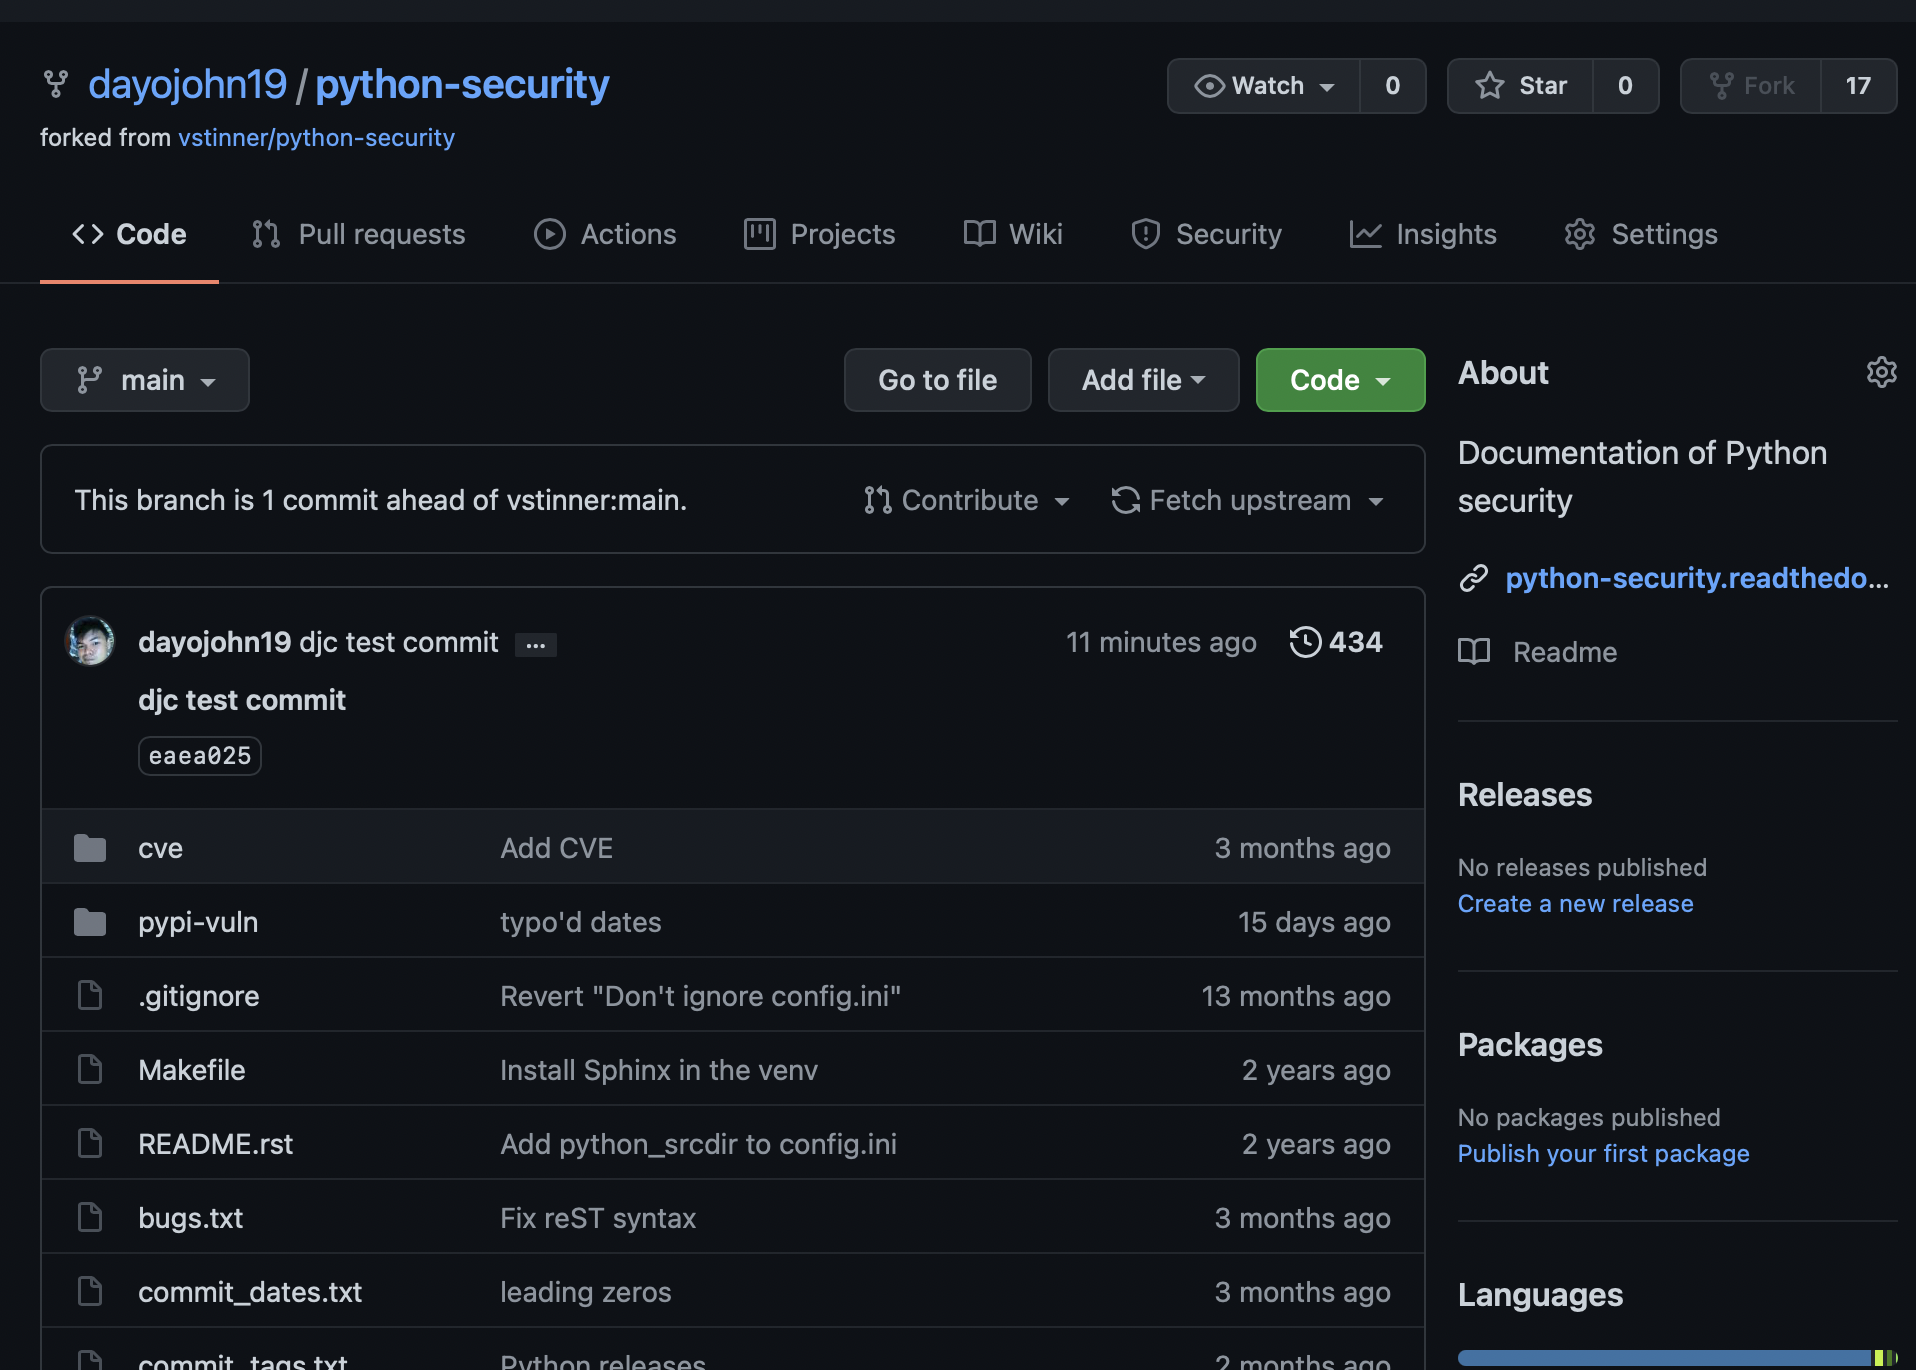 dayojohn19 / python-security
Watch 0
Star 0
Fork 17
forked from vstinner/python-security
Code
Pull requests
Actions
Projects
Wiki
Security
Insights
Settings
main
Go to file
Add file
Code
This branch is 1 commit ahead of vstinner:main.
Contribute
Fetch upstream
dayojohn19 djc test commit ... 11 minutes ago 434
djc test commit
eaea025
cve Add CVE 3 months ago
pypi-vuln typo'd dates 15 days ago
.gitignore Revert "Don't ignore config.ini" 13 months ago
Makefile Install Sphinx in the venv 2 years ago
README.rst Add python_srcdir to config.ini 2 years ago
bugs.txt Fix reST syntax 3 months ago
commit_dates.txt leading zeros 3 months ago
commit_tags.txt Python releases 2 months ago
About
Documentation of Python
security
python-security.readthedo...
Readme
Releases
No releases published
Create a new release
Packages
No packages published
Publish your first package
Languages